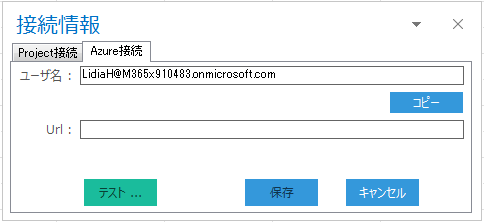 接続情報
Project接続 Azure接続
ユーザ名 : LidiaH@M365x910483.onmicrosoft.com
コピー
Url :
テスト ... 保存 キャンセル